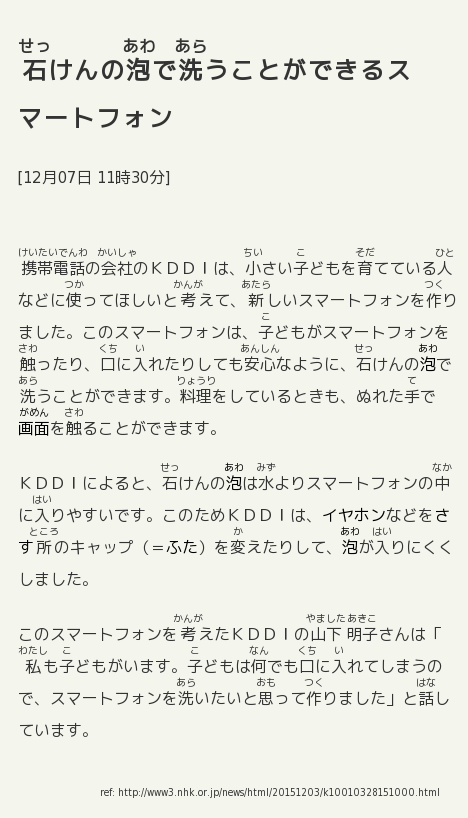 せっ あわ あら
石けんの泡で洗うことができるス
マートフォン
[12月07日 11時30分]
けいたいでんわ かいしゃ ちい こ そだ ひと
携帯電話の会社のＫＤＤＩは、小さい子どもを育てている人
つか かんが あたら つく
などに使ってほしいと考えて、新しいスマートフォンを作り
こ
ました。このスマートフォンは、子どもがスマートフォンを
さわ くち い あんしん せっ あわ
触ったり、口に入れたりしても安心なように、石けんの泡で
あら りょうり て
洗うことができます。料理をしているときも、ぬれた手で
がめん さわ
画面を触ることができます。
せっ あわ みず なか
ＫＤＤＩによると、石けんの泡は水よりスマートフォンの中
はい
に入りやすいです。このためＫＤＤＩは、イヤホンなどをさ
ところ か あわ はい
す所のキャップ（＝ふた）を変えたりして、泡が入りにくく
しました。
かんが やました あきこ
このスマートフォンを考えたＫＤＤＩの山下明子さんは「
わたし こ こ なん くち い
私も子どもがいます。子どもは何でも口に入れてしまうの
あら おも つく はな
で、スマートフォンを洗いたいと思って作りました」と話し
ています。
ref: http://www3.nhk.or.jp/news/html/20151203/k10010328151000.html